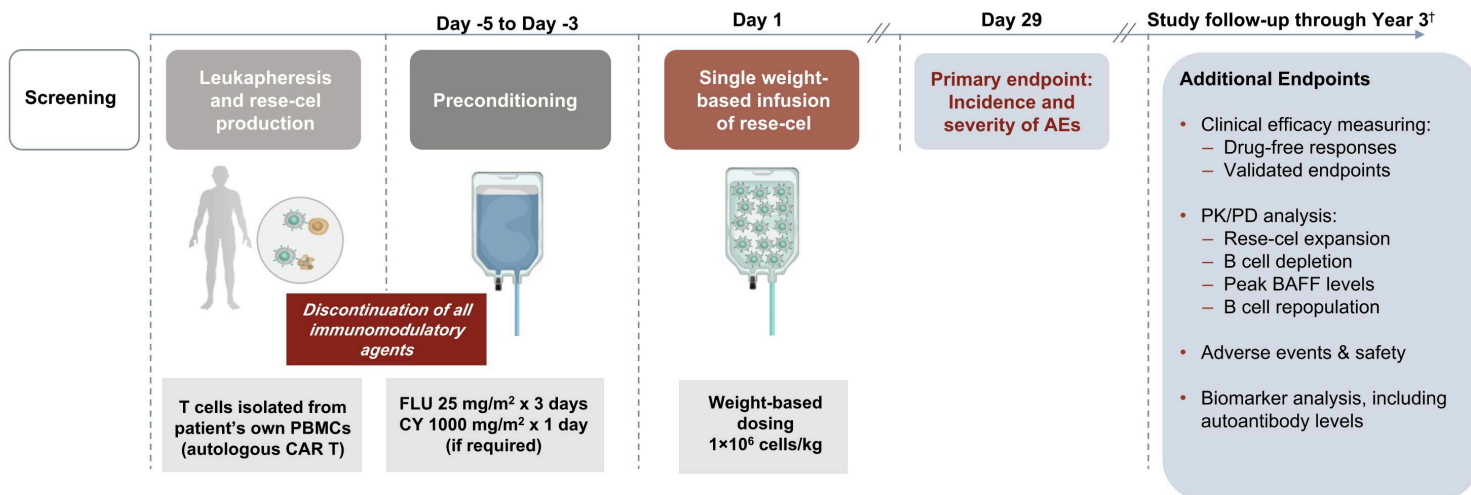 Day -5 to Day -3
Day 1
Day 29
Study follow-up through Year 3†
Screening
Leukapheresis
and rese-cel
production
Preconditioning
Single weight-
based infusion
of rese-cel
Primary endpoint:
Incidence and
severity of AEs
Discontinuation of all
immunomodulatory
agents
T cells isolated from
patient's own PBMCs
(autologous CAR T)
FLU 25 mg/m² x 3 days
CY 1000 mg/m² x 1 day
(if required)
Weight-based
dosing
1×10⁶ cells/kg
Additional Endpoints
• Clinical efficacy measuring:
– Drug-free responses
– Validated endpoints
• PK/PD analysis:
– Rese-cel expansion
– B cell depletion
– Peak BAFF levels
– B cell repopulation
• Adverse events & safety
• Biomarker analysis, including
autoantibody levels